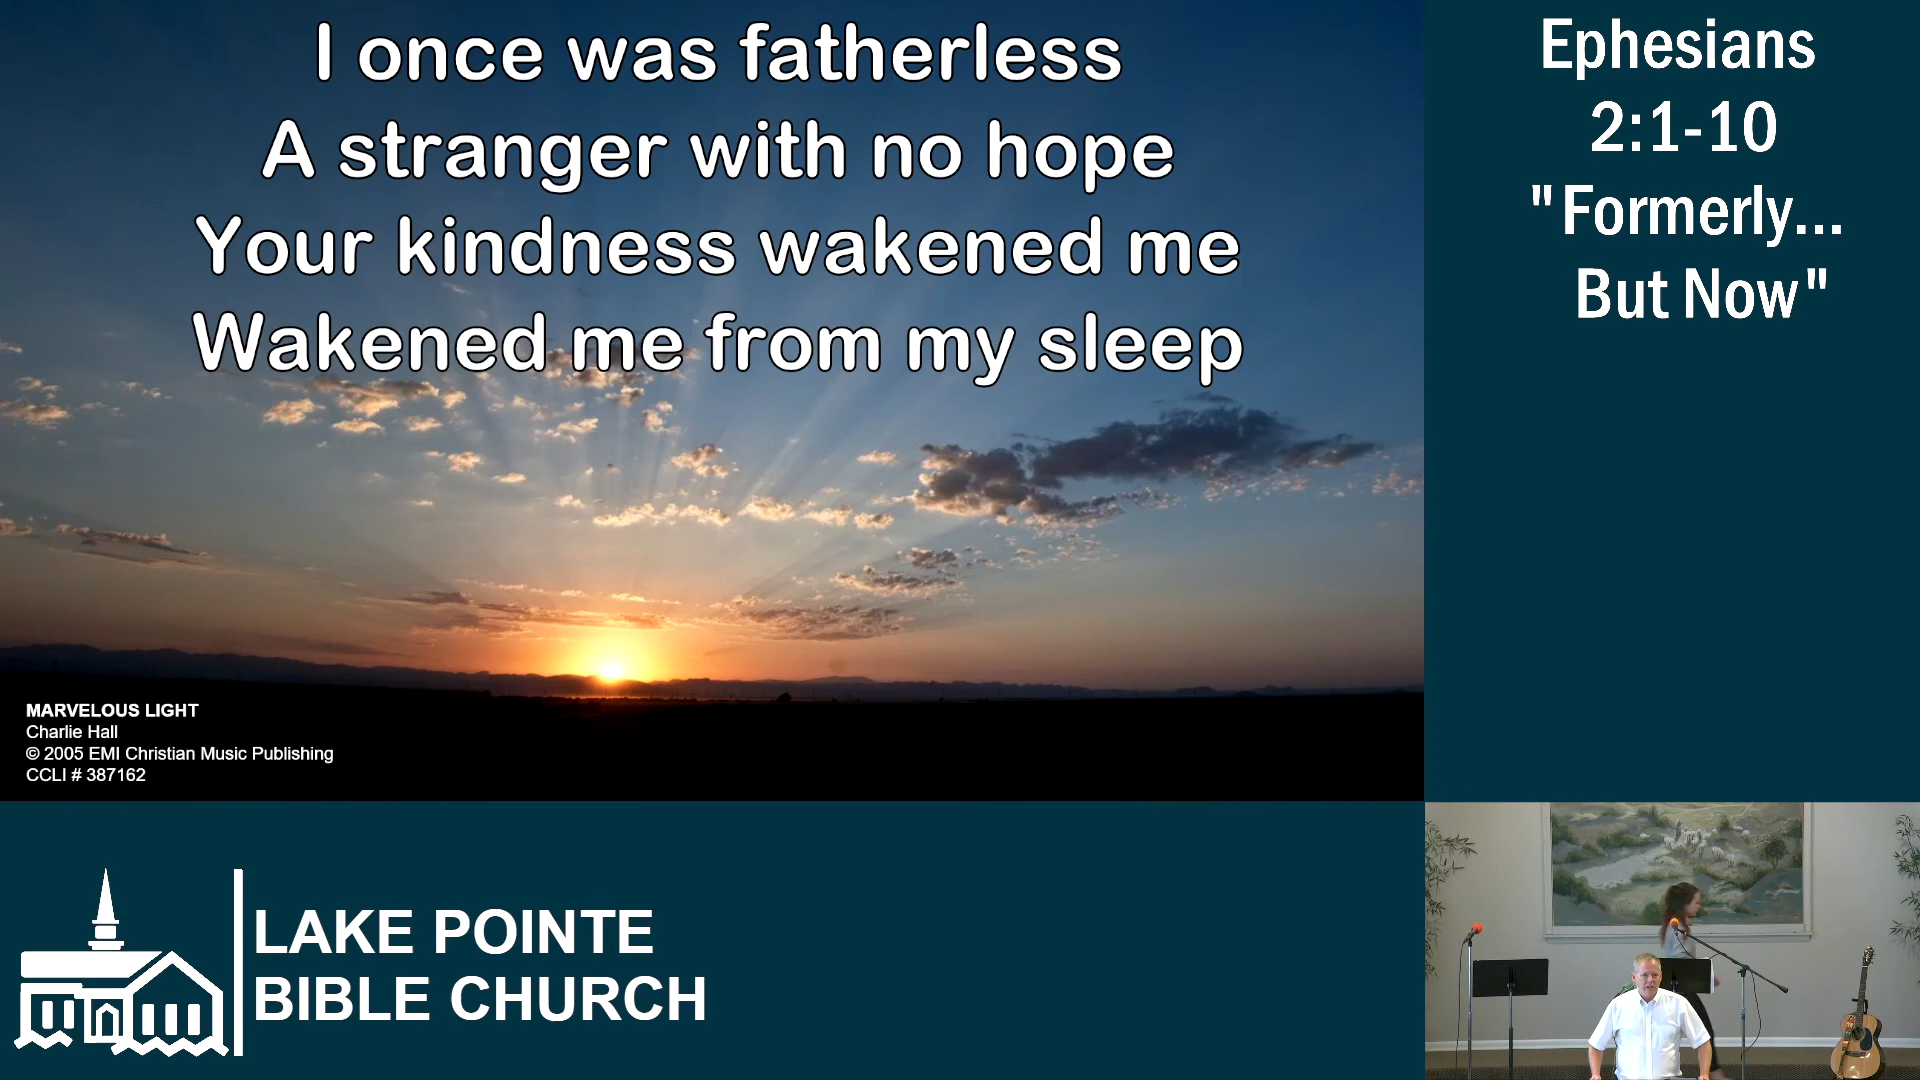 I once was fatherless
A stranger with no hope
Your kindness wakened me
Wakened me from my sleep
MARVELOUS LIGHT
Charlie Hall
© 2005 EMI Christian Music Publishing
CCLI # 387162
Ephesians
2:1-10
"Formerly...
But Now"
LAKE POINTE
BIBLE CHURCH